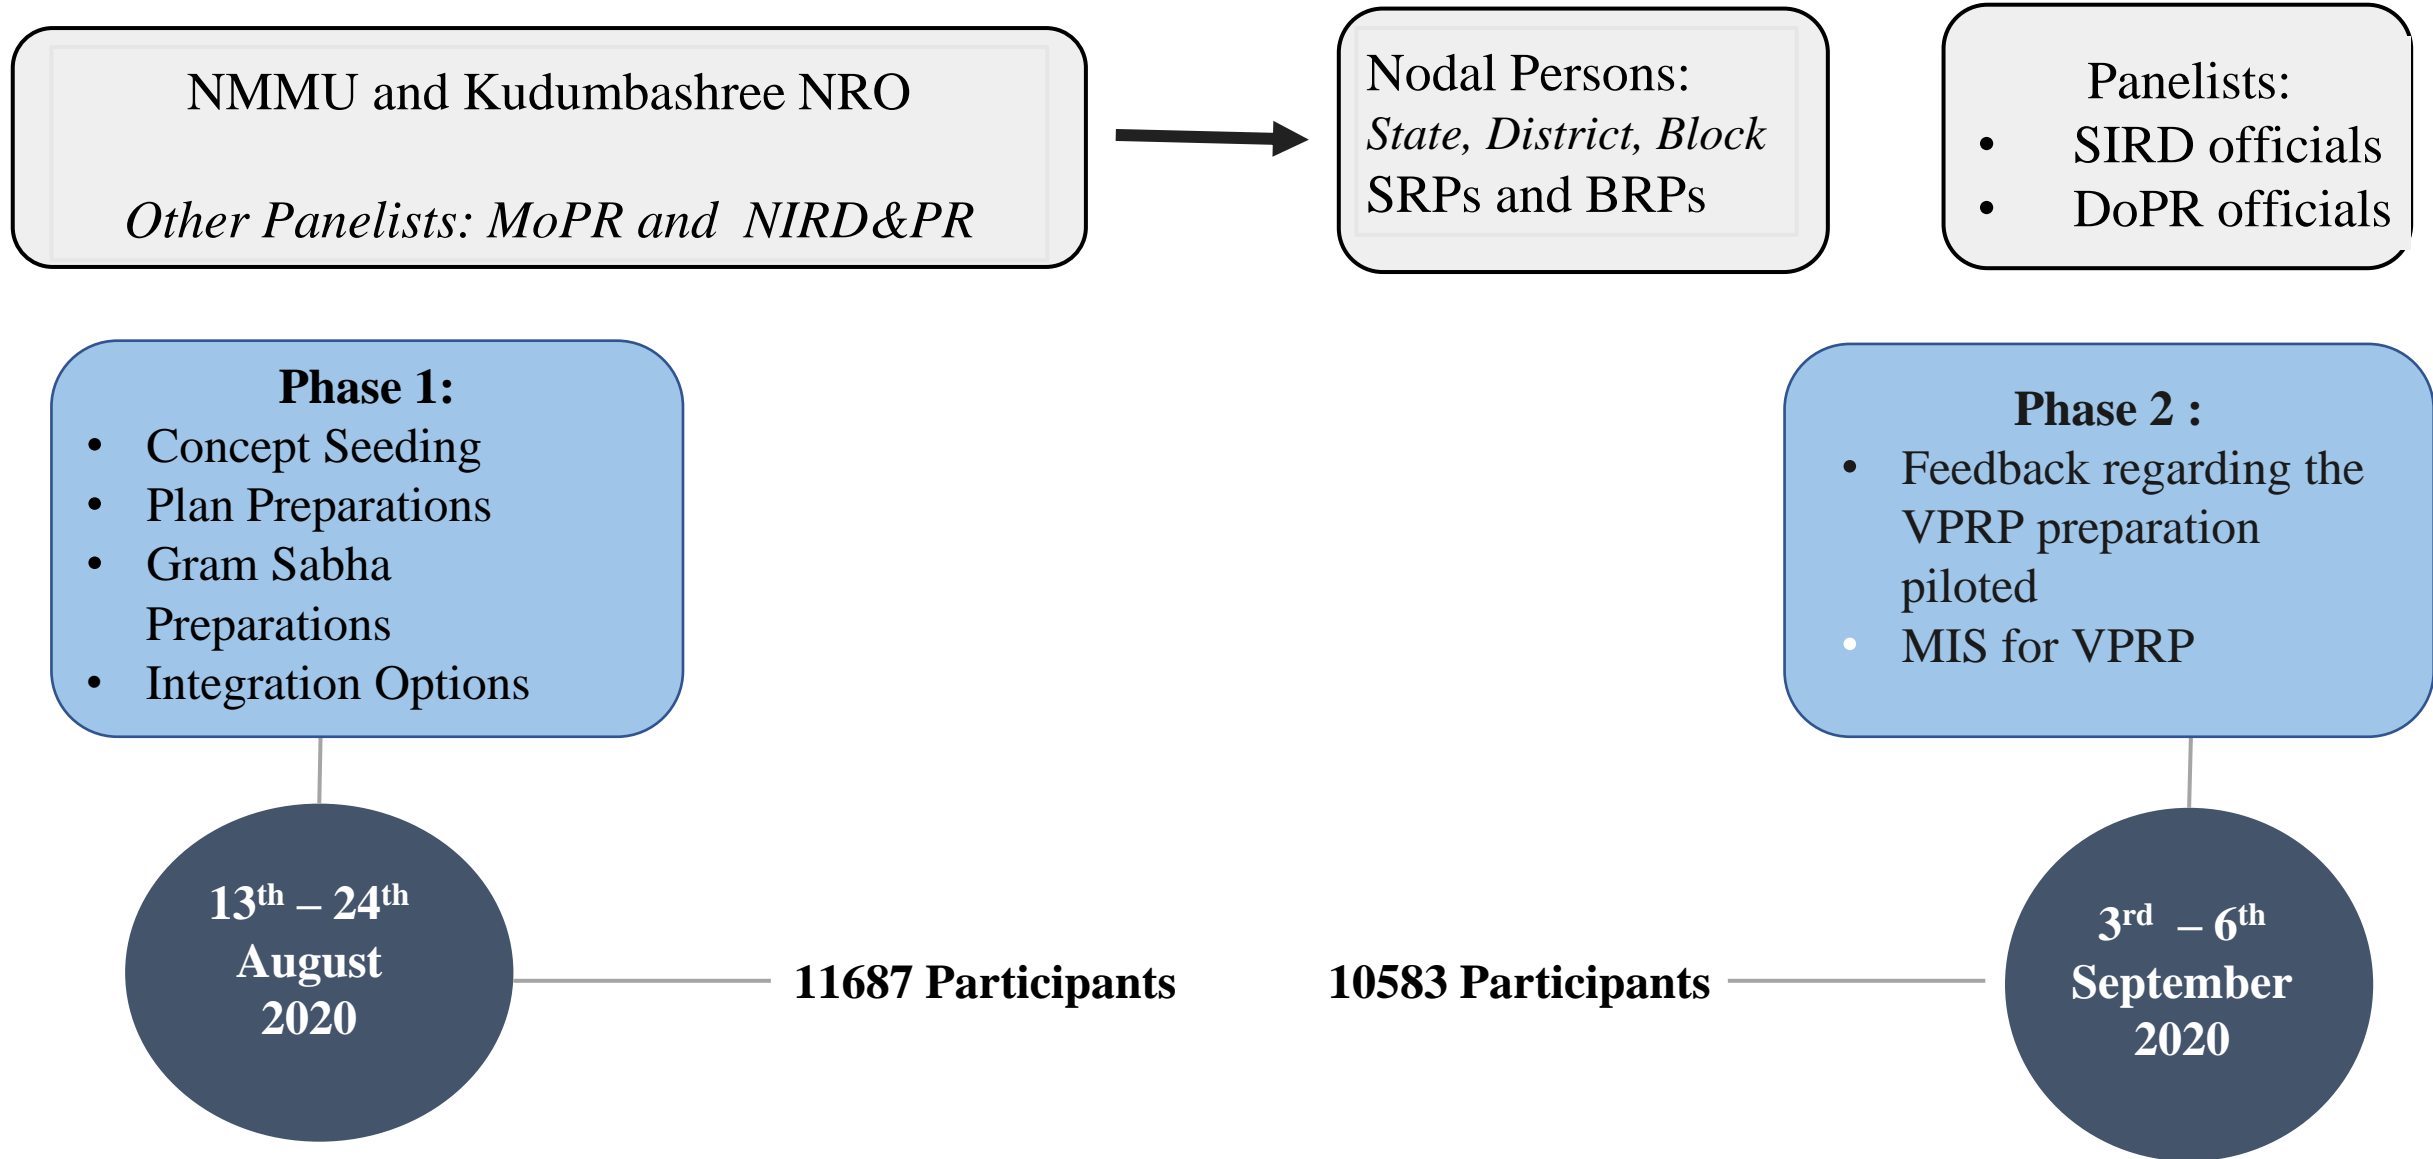 NMMU and Kudumbashree NRO
Other Panelists: MoPR and NIRD&PR
Nodal Persons:
State, District, Block
SRPs and BRPs
Panelists:
• SIRD officials
• DoPR officials
Phase 1:
• Concept Seeding
• Plan Preparations
• Gram Sabha
Preparations
• Integration Options
Phase 2 :
• Feedback regarding the
VPRP preparation
piloted
• MIS for VPRP
13th – 24th
August
2020
11687 Participants
10583 Participants
3rd – 6th
September
2020